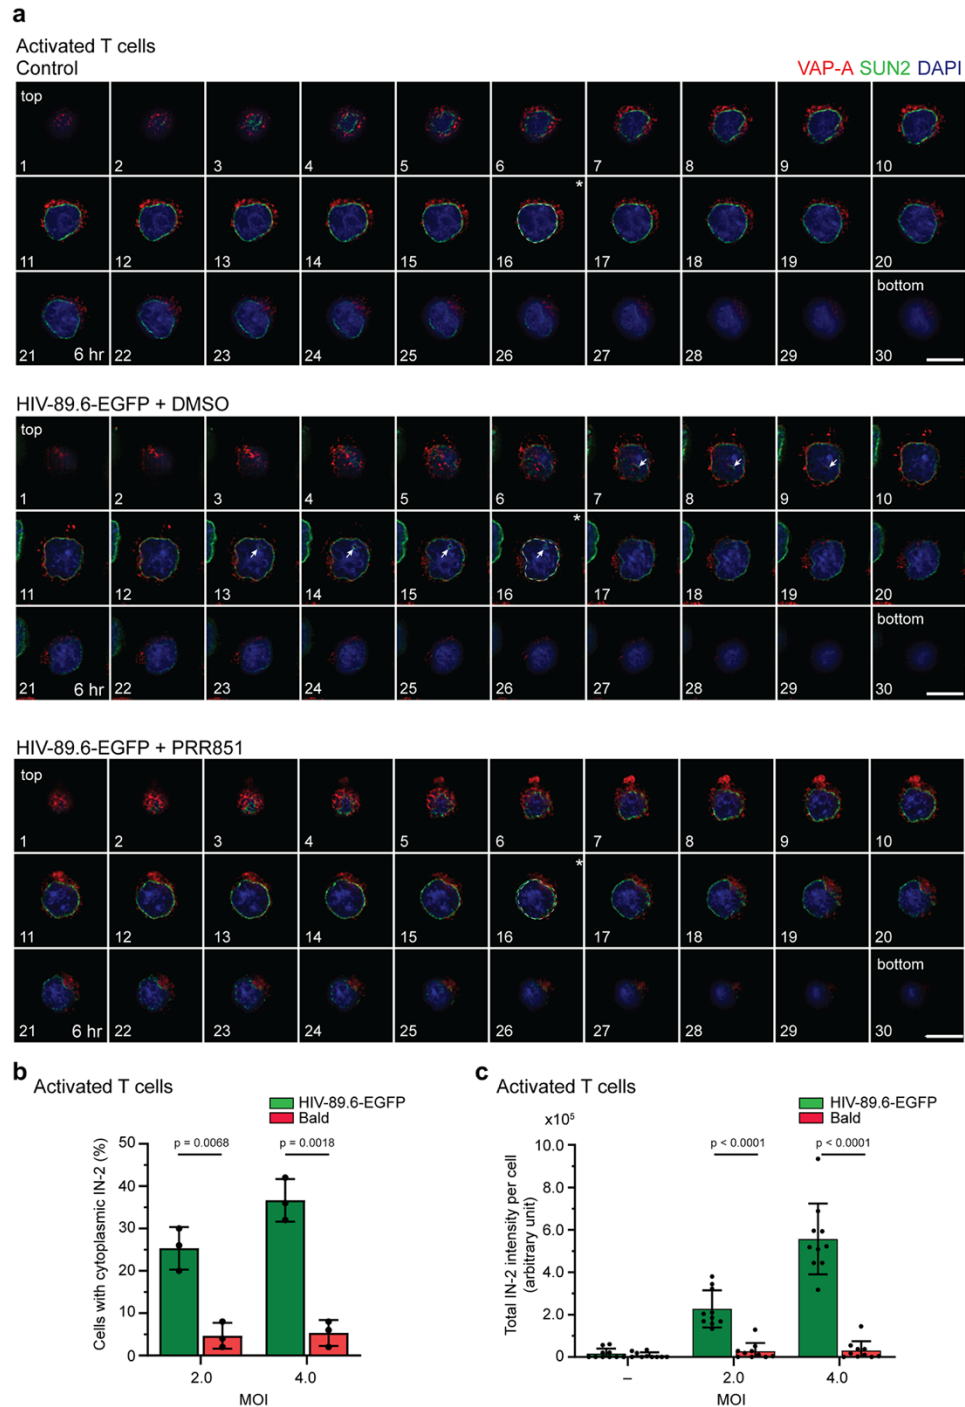 a
Activated T cells
Control
VAP-A SUN2 DAPI
top
1 2 3 4 5 6 7 8 9 10
*
11 12 13 14 15 16 17 18 19 20
bottom
21 6 hr 22 23 24 25 26 27 28 29 30
HIV-89.6-EGFP + DMSO
top
1 2 3 4 5 6 7 8 9 10
*
11 12 13 14 15 16 17 18 19 20
bottom
21 6 hr 22 23 24 25 26 27 28 29 30
HIV-89.6-EGFP + PRR851
top
1 2 3 4 5 6 7 8 9 10
*
11 12 13 14 15 16 17 18 19 20
bottom
21 6 hr 22 23 24 25 26 27 28 29 30
b
Activated T cells
HIV-89.6-EGFP
Bald
p = 0.0068 p = 0.0018
Cells with cytoplasmic IN-2 (%)
50
40
30
20
10
0
2.0 4.0
MOI
c
Activated T cells
HIV-89.6-EGFP
Bald
x10⁵
p < 0.0001 p < 0.0001
Total IN-2 intensity per cell
(arbitrary unit)
10.0
8.0
6.0
4.0
2.0
0
– 2.0 4.0
MOI